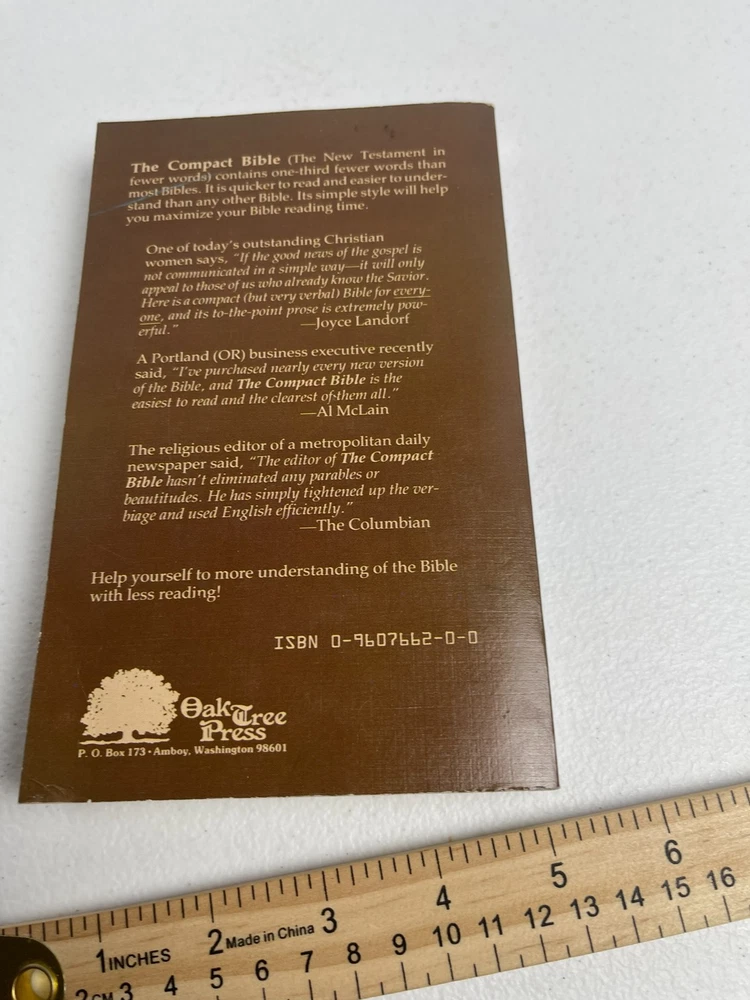 The Compact Bible (The New Testament in
fewer words) contains one-third fewer words than
most Bibles. It is quicker to read and easier to under-
stand than any other Bible. Its simple style will help
you maximize your Bible reading time.
One of today's outstanding Christian
women says, "If the good news of the gospel is
not communicated in a simple way—it will only
appeal to those of us who already know the Savior.
Here is a compact (but very verbal) Bible for every-
one, and its to-the-point prose is extremely pow-
erful."
—Joyce Landorf
A Portland (OR) business executive recently
said, "I've purchased nearly every new version
of the Bible, and The Compact Bible is the
easiest to read and the clearest of them all."
—Al McLain
The religious editor of a metropolitan daily
newspaper said, "The editor of The Compact
Bible hasn't eliminated any parables or
beautitudes. He has simply tightened up the ver-
biage and used English efficiently."
—The Columbian
Help yourself to more understanding of the Bible
with less reading!
ISBN 0-9607662-0-0
Oak Tree
Press
P. O. Box 173 • Amboy, Washington 98601
1 INCHES 2 Made in China 3 4 5 6
2 CM 3 4 5 6 7 8 9 10 11 12 13 14 15 16